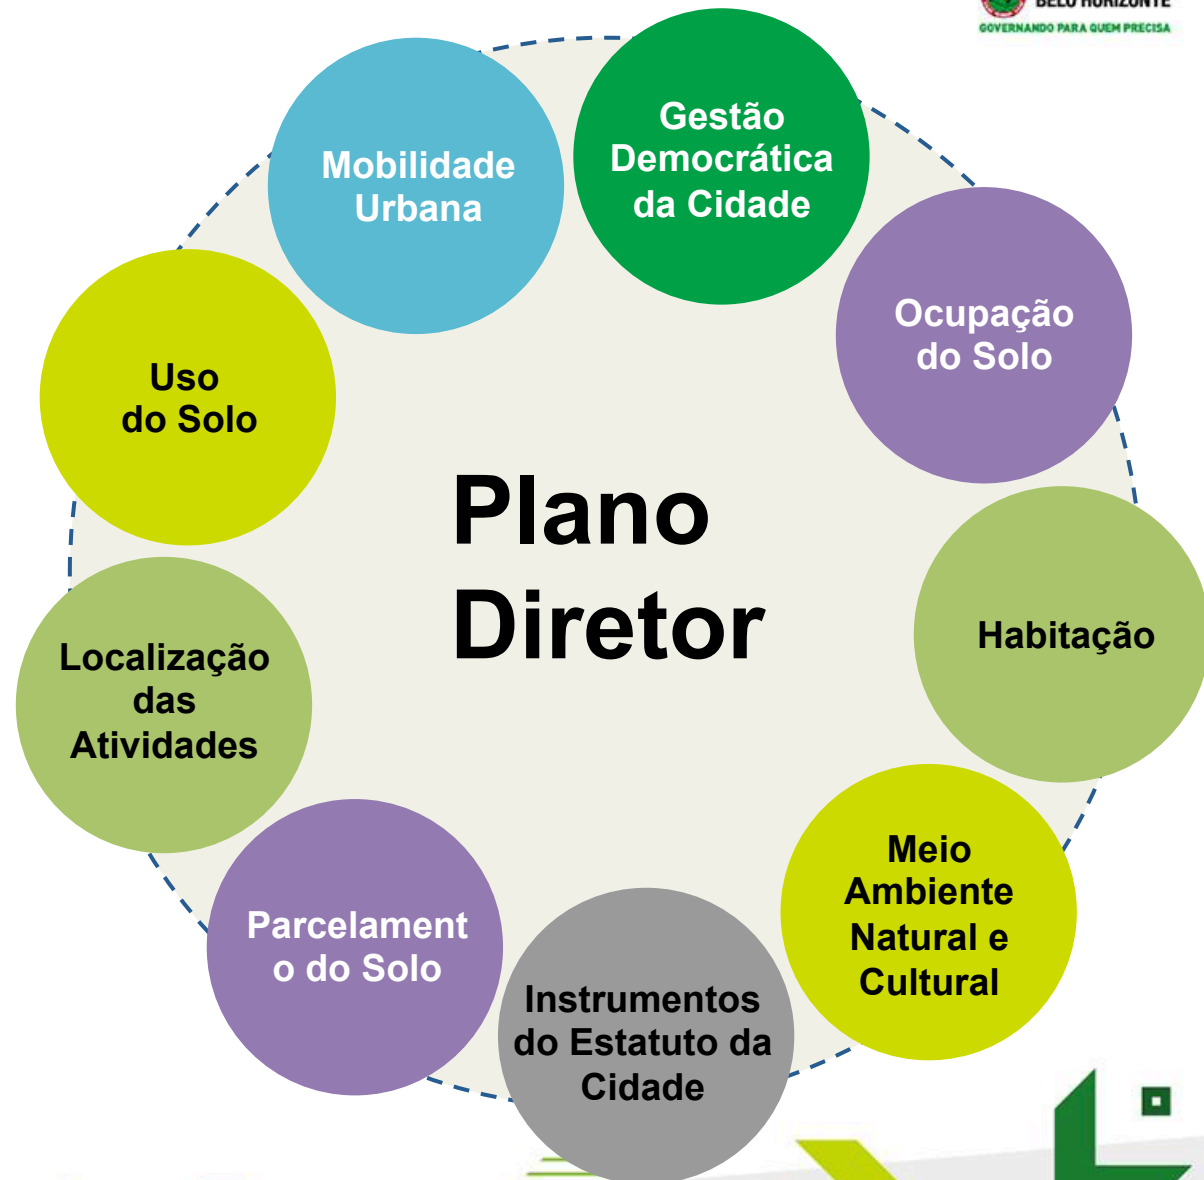 BELO HORIZONTE
GOVERNANDO PARA QUEM PRECISA
Gestão
Democrática
da Cidade
Mobilidade
Urbana
Ocupação
do Solo
Uso
do Solo
Plano
Diretor
Habitação
Localização
das
Atividades
Meio
Ambiente
Natural e
Cultural
Parcelament
o do Solo
Instrumentos
do Estatuto da
Cidade